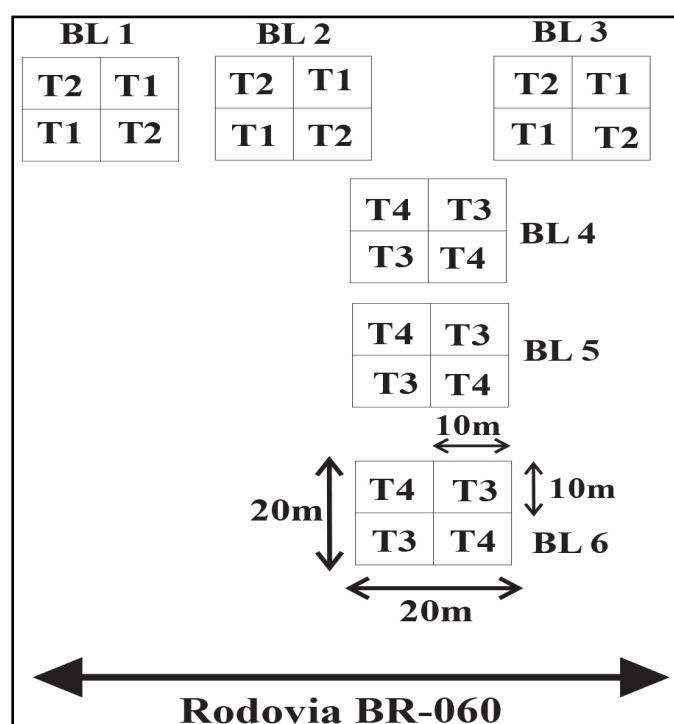 BL 1 BL 2 BL 3
T2 T1 T2 T1 T2 T1
T1 T2 T1 T2 T1 T2
T4 T3
BL 4
T3 T4
T4 T3
BL 5
T3 T4
10m
T4 T3
10m
20m
T3 T4
BL 6
20m
Rodovia BR-060